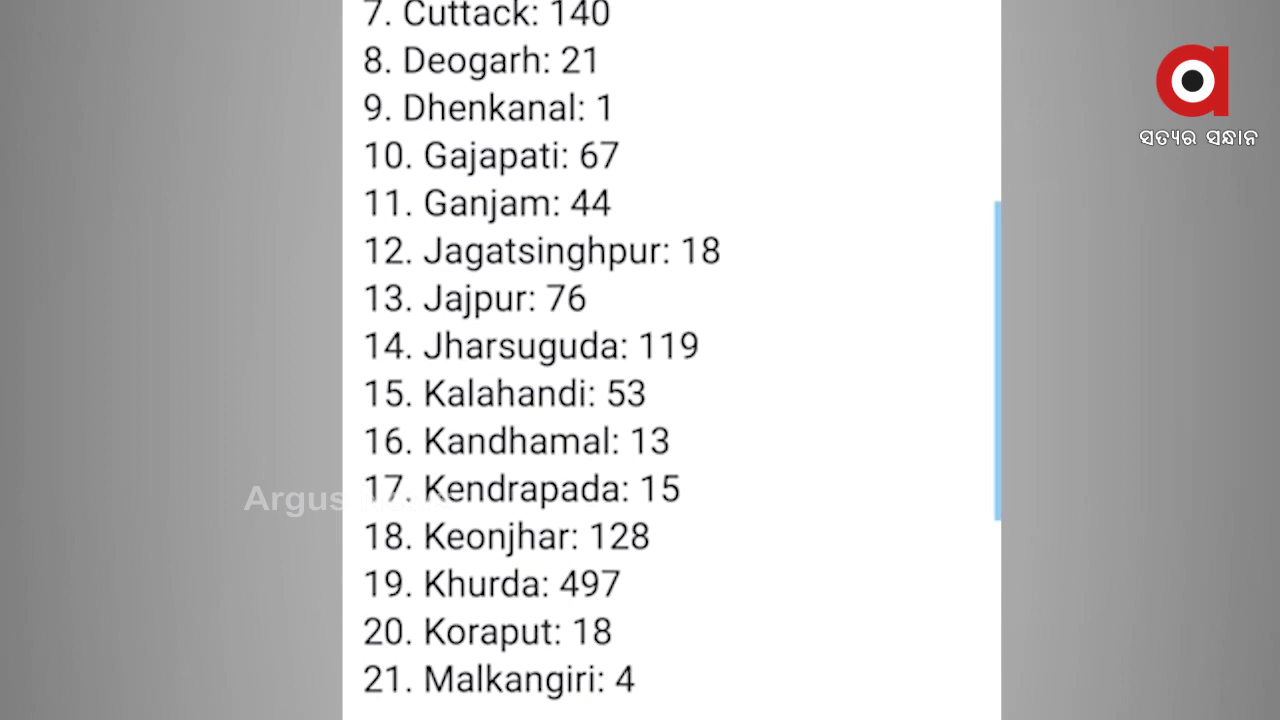 7. Cuttack: 140
8. Deogarh: 21
9. Dhenkanal: 1
10. Gajapati: 67
11. Ganjam: 44
12. Jagatsinghpur: 18
13. Jajpur: 76
14. Jharsuguda: 119
15. Kalahandi: 53
16. Kandhamal: 13
17. Kendrapada: 15
18. Keonjhar: 128
19. Khurda: 497
20. Koraput: 18
21. Malkangiri: 4
ସତ୍ୟର ସନ୍ଧାନ
Argus